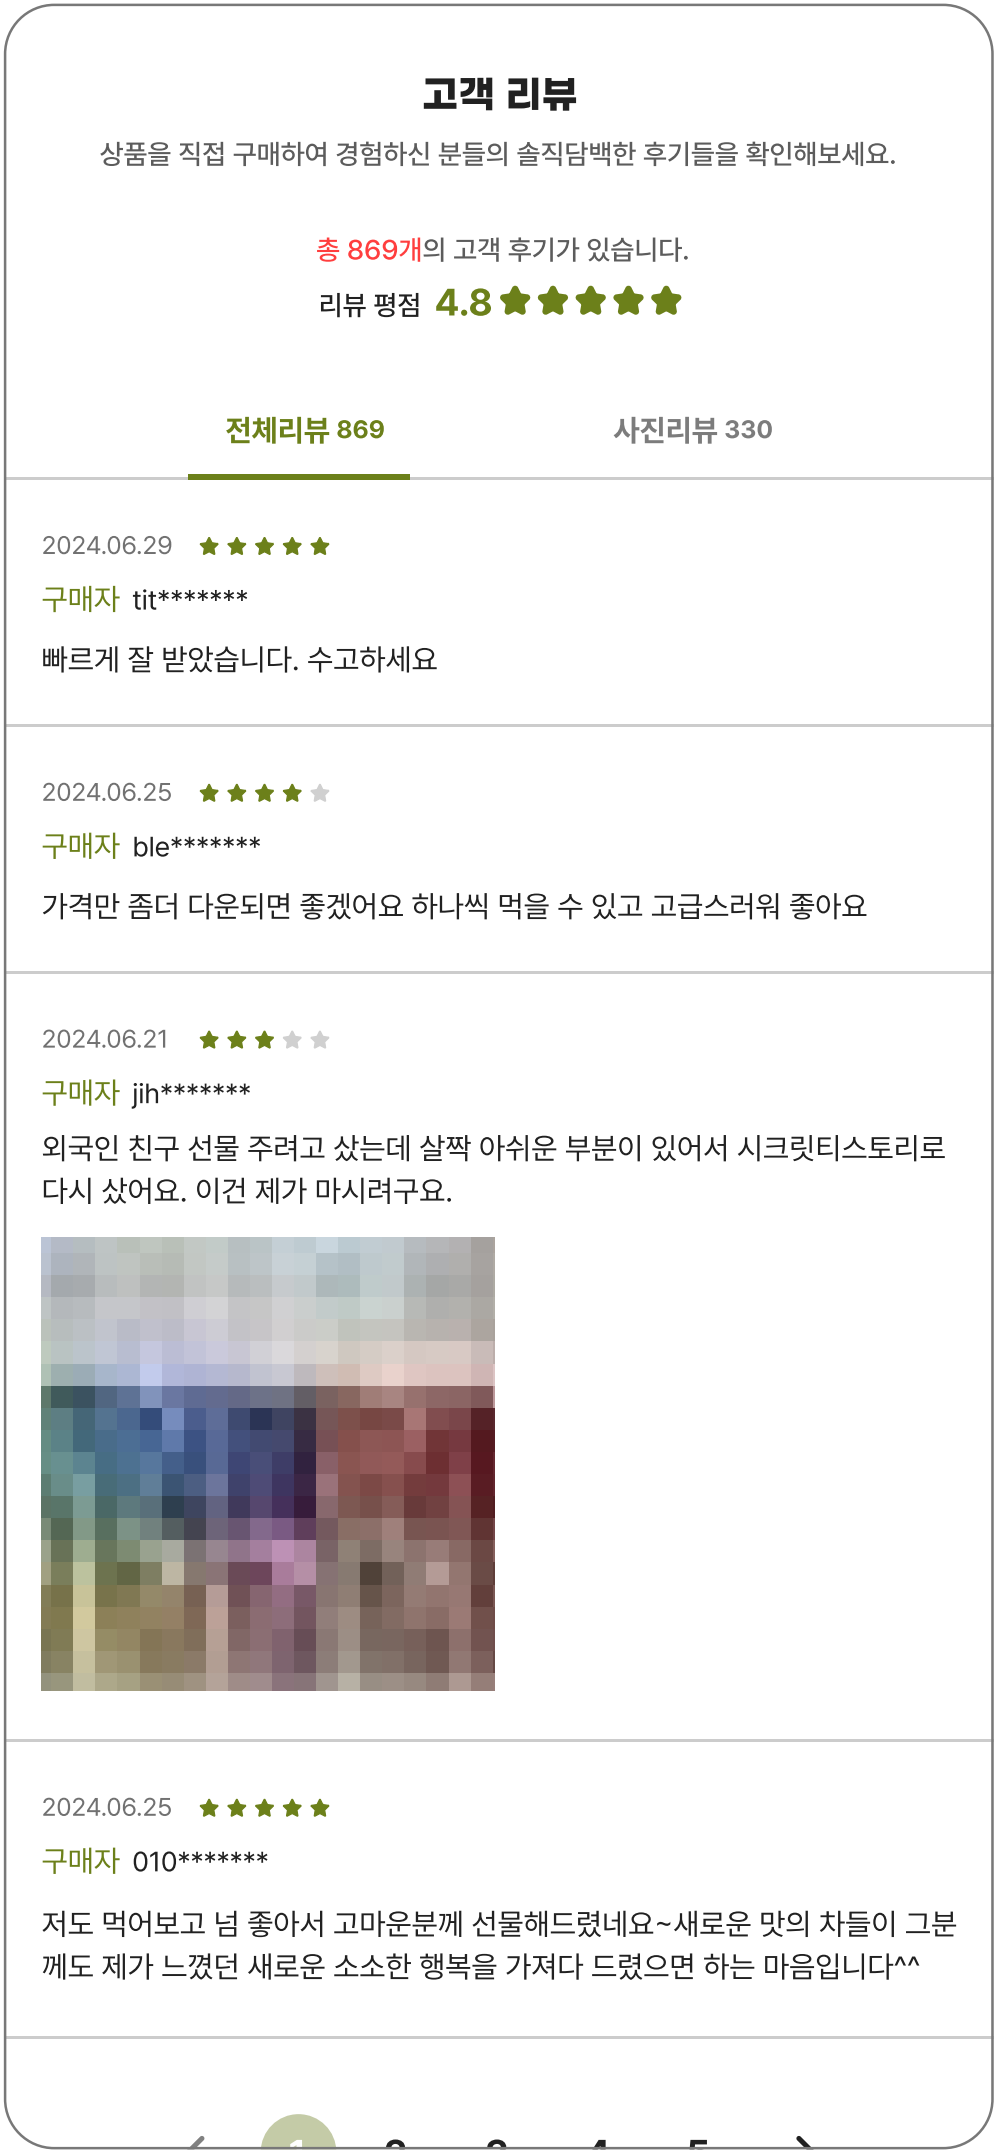 고객 리뷰
상품을 직접 구매하여 경험하신 분들의 솔직담백한 후기들을 확인해보세요.
총 869개의 고객 후기가 있습니다.
리뷰 평점 4.8
전체리뷰 869 사진리뷰 330
2024.06.29
구매자 tit*******
빠르게 잘 받았습니다. 수고하세요
2024.06.25
구매자 ble*******
가격만 좀더 다운되면 좋겠어요 하나씩 먹을 수 있고 고급스러워 좋아요
2024.06.21
구매자 jih*******
외국인 친구 선물 주려고 샀는데 살짝 아쉬운 부분이 있어서 시크릿티스토리로
다시 샀어요. 이건 제가 마시려구요.
2024.06.25
구매자 010*******
저도 먹어보고 넘 좋아서 고마운분께 선물해드렸네요~새로운 맛의 차들이 그분
께도 제가 느꼈던 새로운 소소한 행복을 가져다 드렸으면 하는 마음입니다^^
1 2 3 4 5